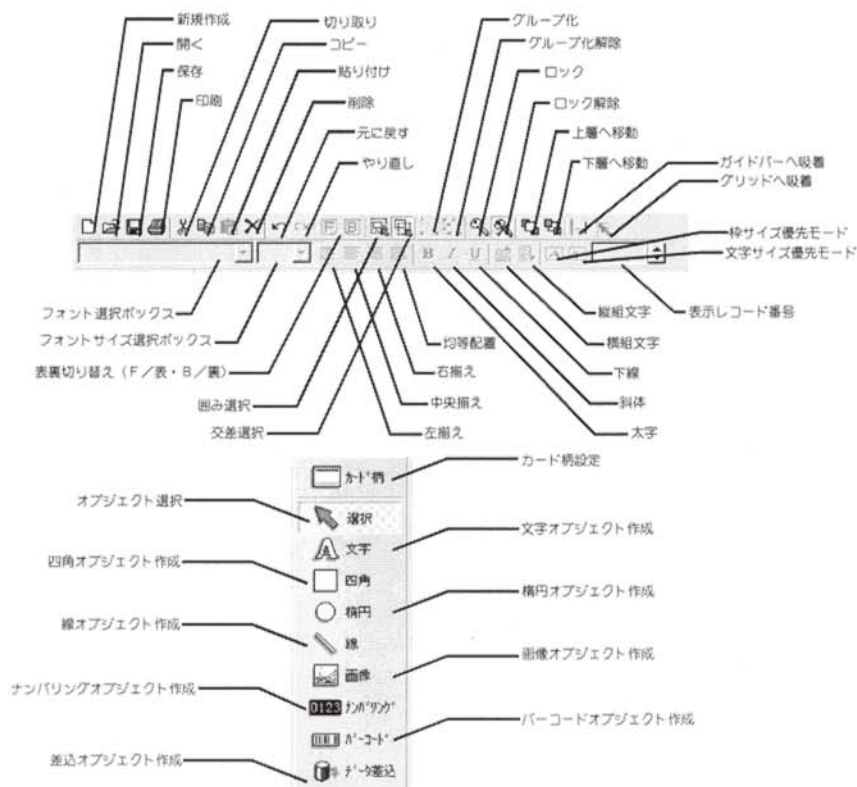 新規作成
開く
保存
印刷
切り取り
コピー
貼り付け
削除
元に戻す
やり直し
グループ化
グループ化解除
ロック
ロック解除
上層へ移動
下層へ移動
ガイドバーへ吸着
グリッドへ吸着
枠サイズ優先モード
文字サイズ優先モード
F B
B I U
フォント選択ボックス
フォントサイズ選択ボックス
表裏切り替え(F/表・B/裏)
囲み選択
交差選択
均等配置
右揃え
中央揃え
左揃え
縦組文字
横組文字
下線
斜体
太字
表示レコード番号
カード柄
カード柄設定
オブジェクト選択
選択
文字
文字オブジェクト作成
四角オブジェクト作成
四角
楕円
楕円オブジェクト作成
線オブジェクト作成
線
画像
画像オブジェクト作成
ナンバリングオブジェクト作成
0123 ナンバリング
バーコード
バーコードオブジェクト作成
差込オブジェクト作成
データ差込